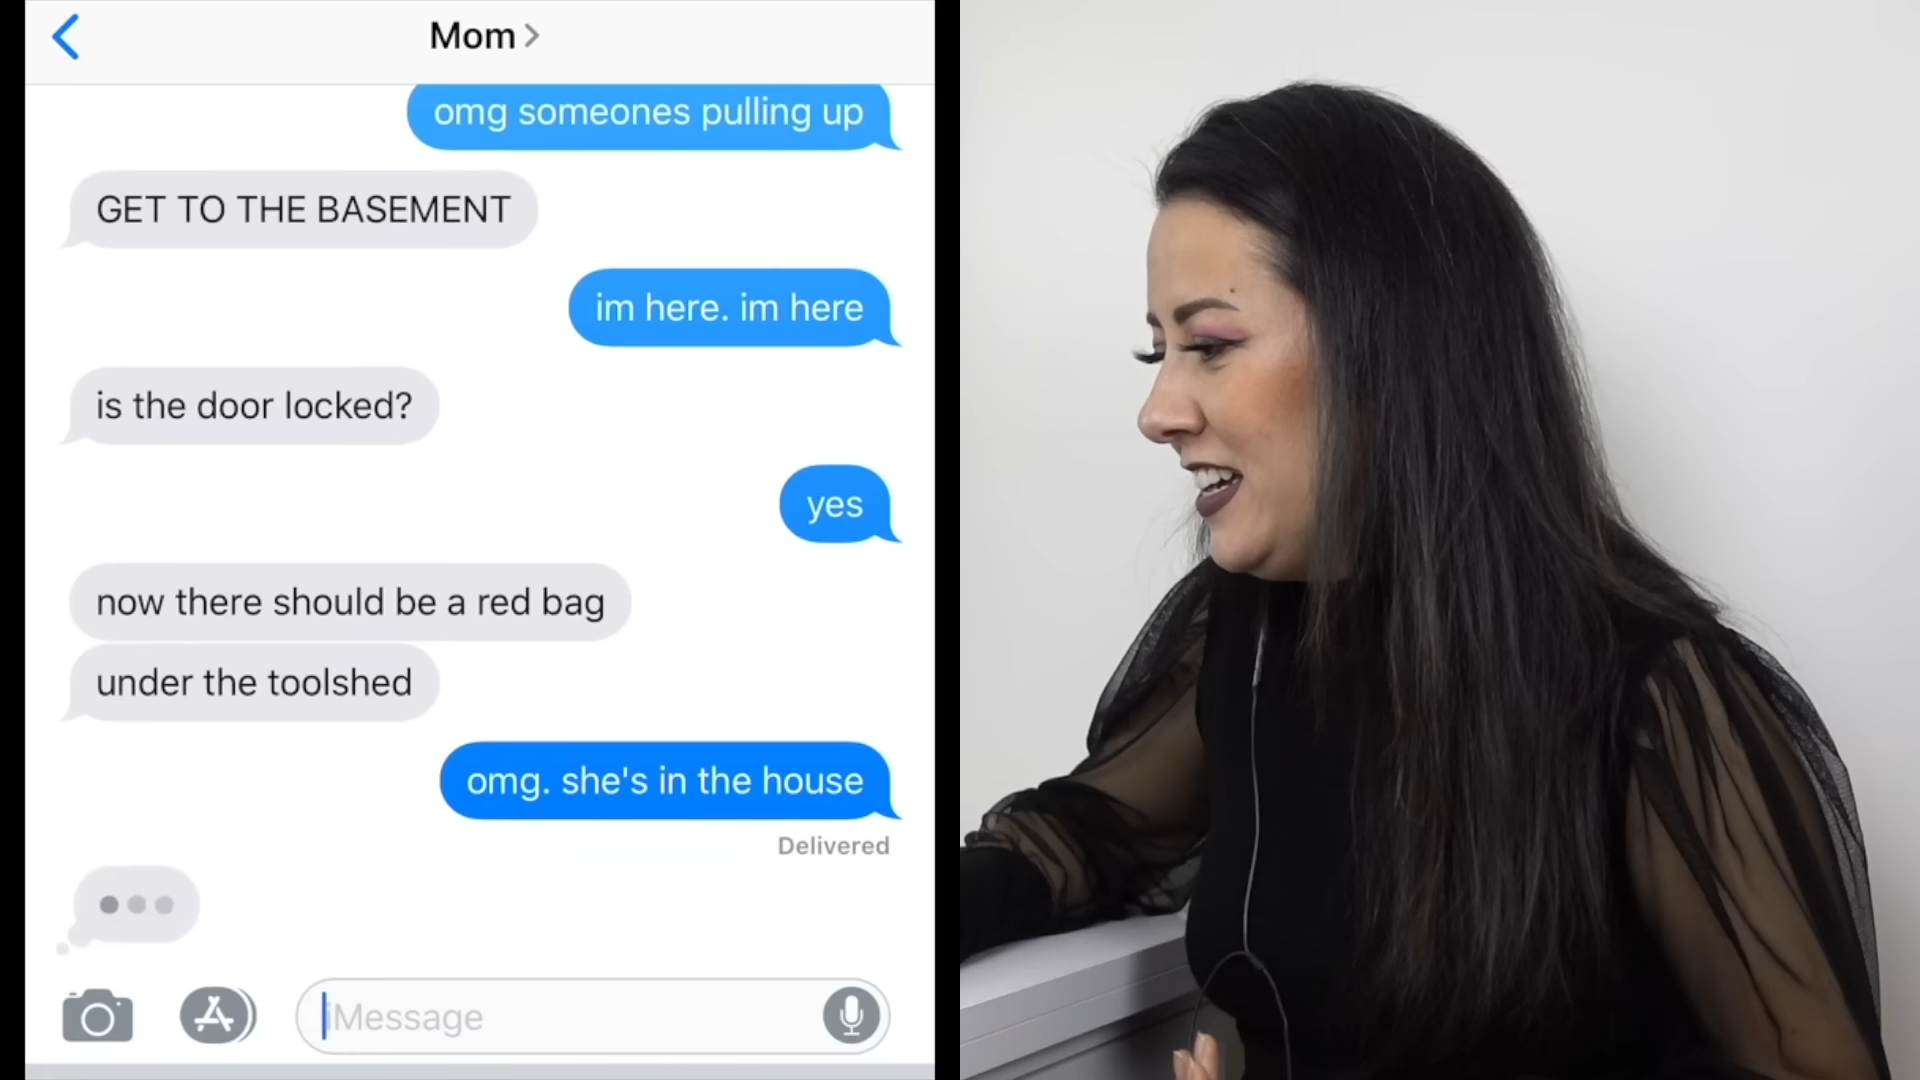 Mom
omg someones pulling up
GET TO THE BASEMENT
im here. im here
is the door locked?
yes
now there should be a red bag
under the toolshed
omg. she's in the house
Delivered
iMessage